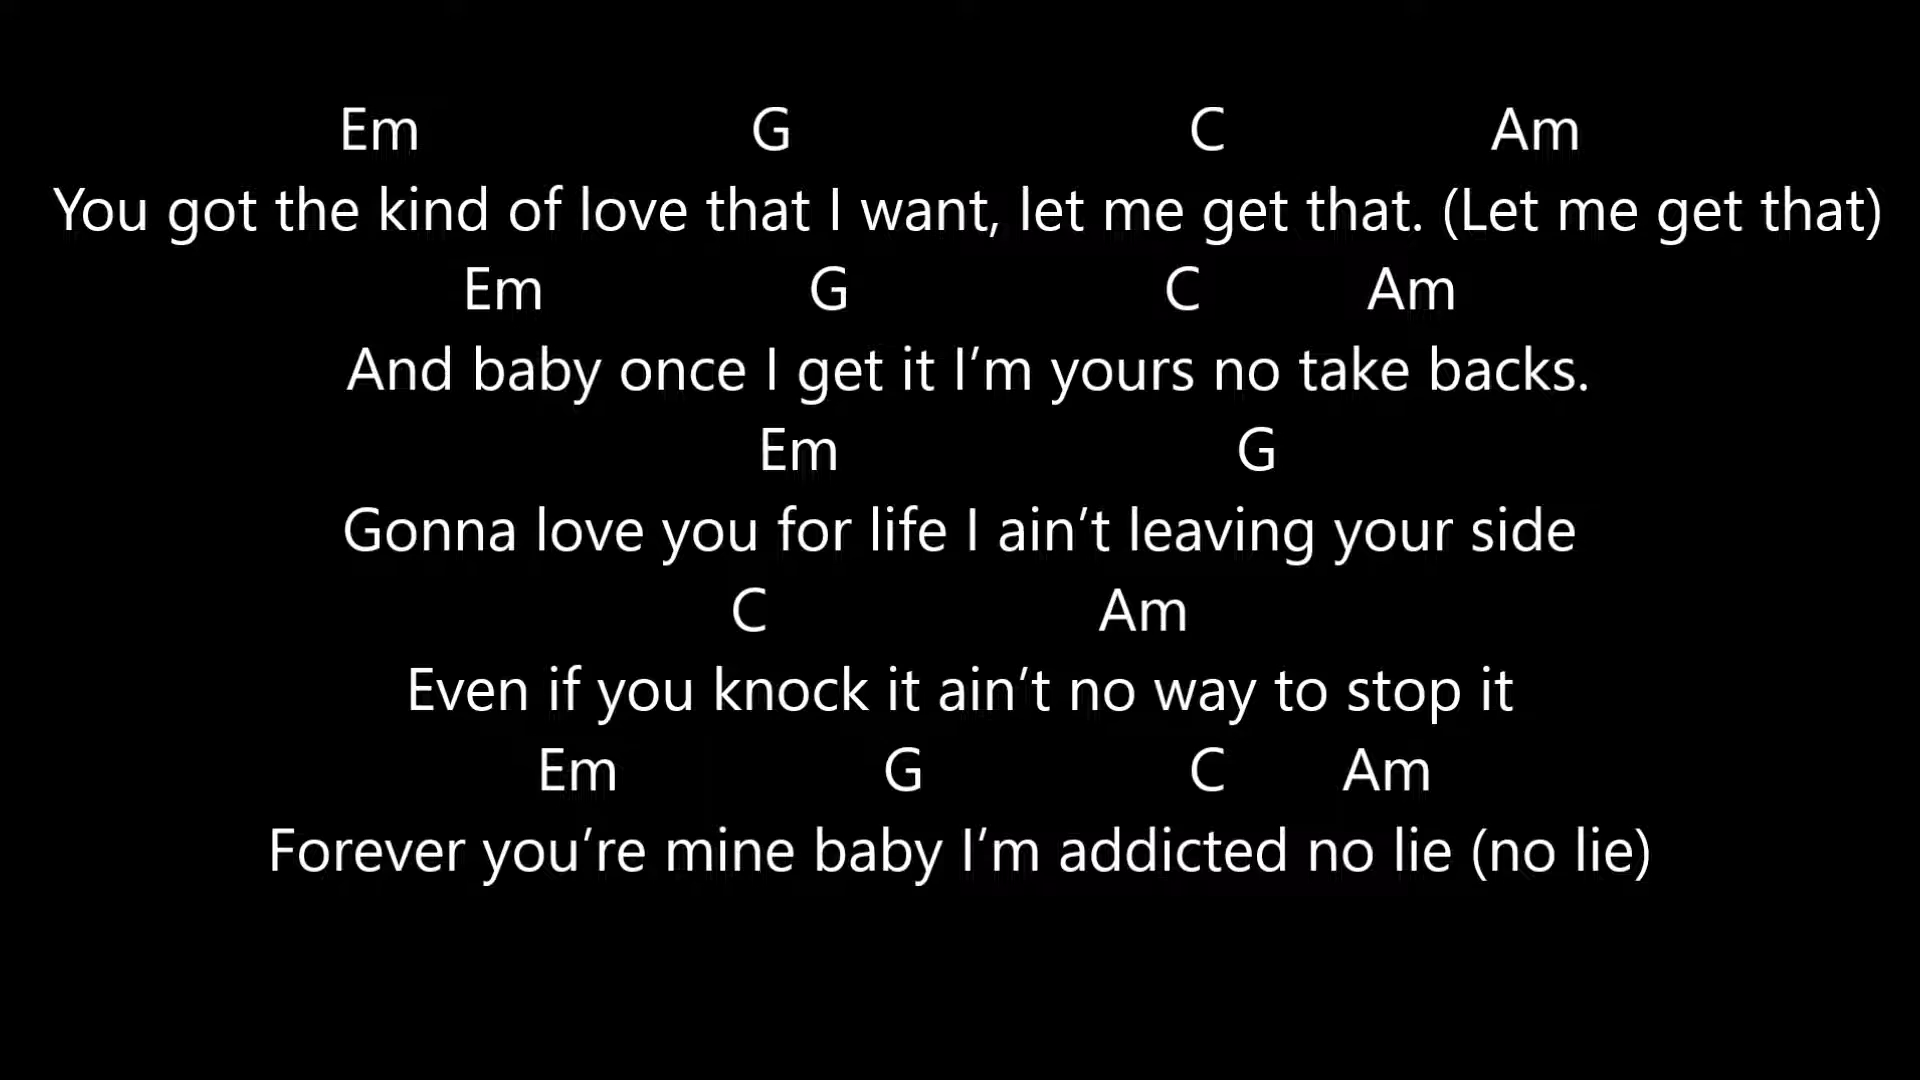 Em G C Am
You got the kind of love that I want, let me get that. (Let me get that)
Em G C Am
And baby once I get it I’m yours no take backs.
Em G
Gonna love you for life I ain’t leaving your side
C Am
Even if you knock it ain’t no way to stop it
Em G C Am
Forever you’re mine baby I’m addicted no lie (no lie)